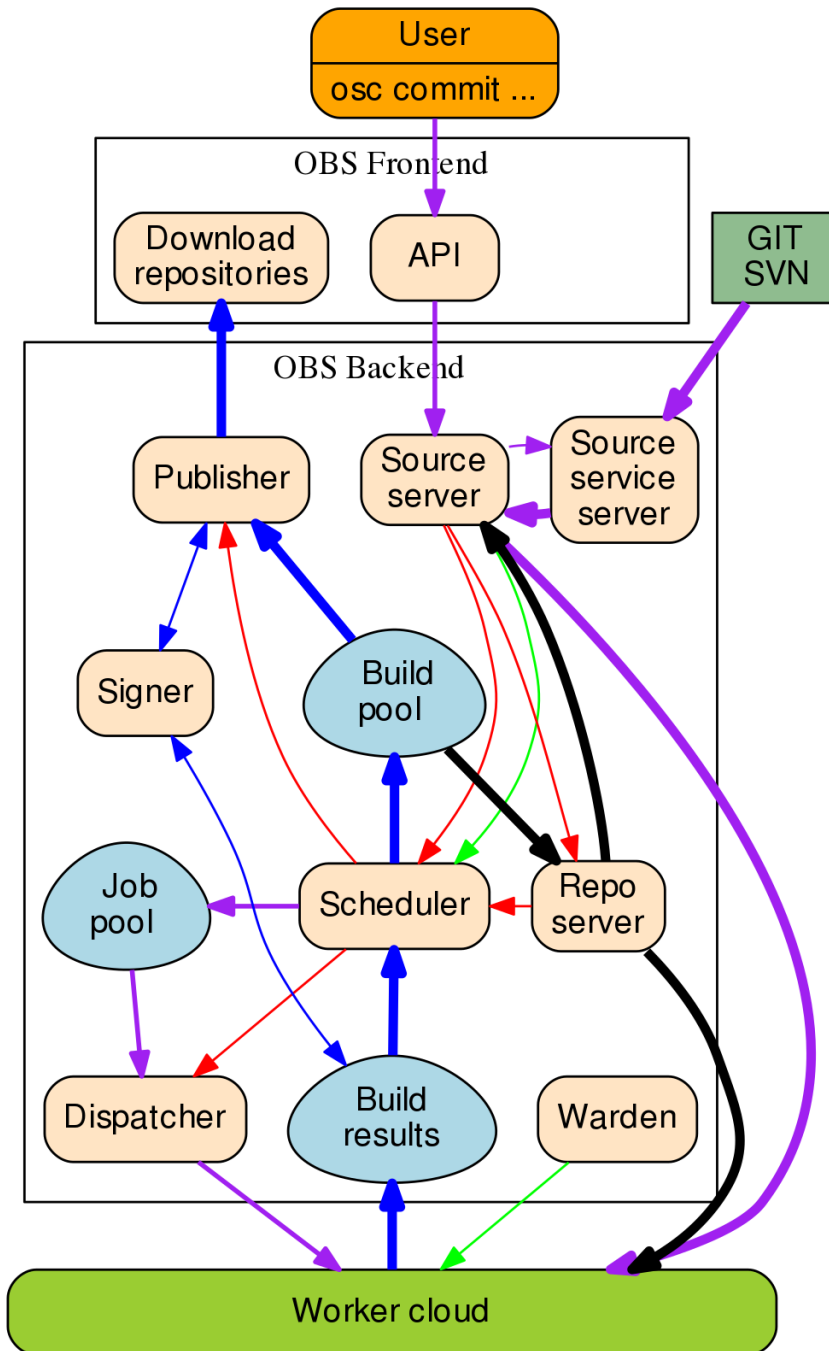 User
osc commit ...
OBS Frontend
Download
repositories
API
GIT
SVN
OBS Backend
Publisher
Source
server
Source
service
server
Signer
Build
pool
Job
pool
Scheduler
Repo
server
Dispatcher
Build
results
Warden
Worker cloud